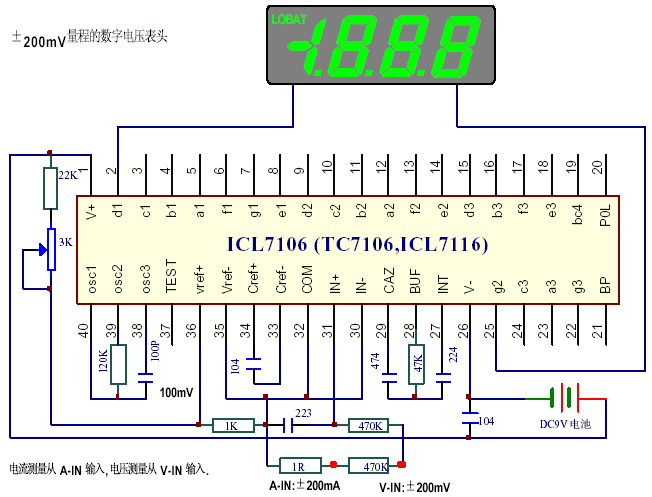 LOBAT
-1.8.8.8
±200mV量程的数字电压表头
1 2 3 4 5 6 7 8 9 10 11 12 13 14 15 16 17 18 19 20
22K
V+ d1 c1 b1 a1 f1 g1 e1 d2 c2 b2 a2 f2 e2 d3 b3 f3 e3 bc4 P0L
3K
ICL7106 (TC7106,ICL7116)
osc1 osc2 osc3 TEST vref+ Vref- Cref+ Cref- COM IN+ IN- CAZ BUF INT V- g2 c3 a3 g3 BP
40 39 38 37 36 35 34 33 32 31 30 29 28 27 26 25 24 23 22 21
120K
100P
104
474
47K
224
100mV
1K
223
470K
104
DC9V电池
1R
470K
电流测量从 A-IN 输入, 电压测量从 V-IN 输入.
A-IN:±200mA
V-IN:±200mV